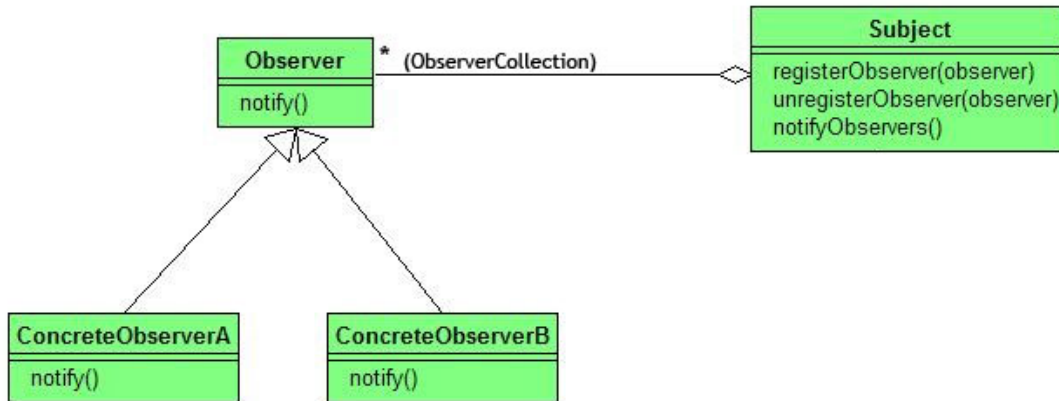 Subject
registerObserver(observer)
unregisterObserver(observer)
notifyObservers()
Observer
notify()
* (ObserverCollection)
ConcreteObserverA
notify()
ConcreteObserverB
notify()